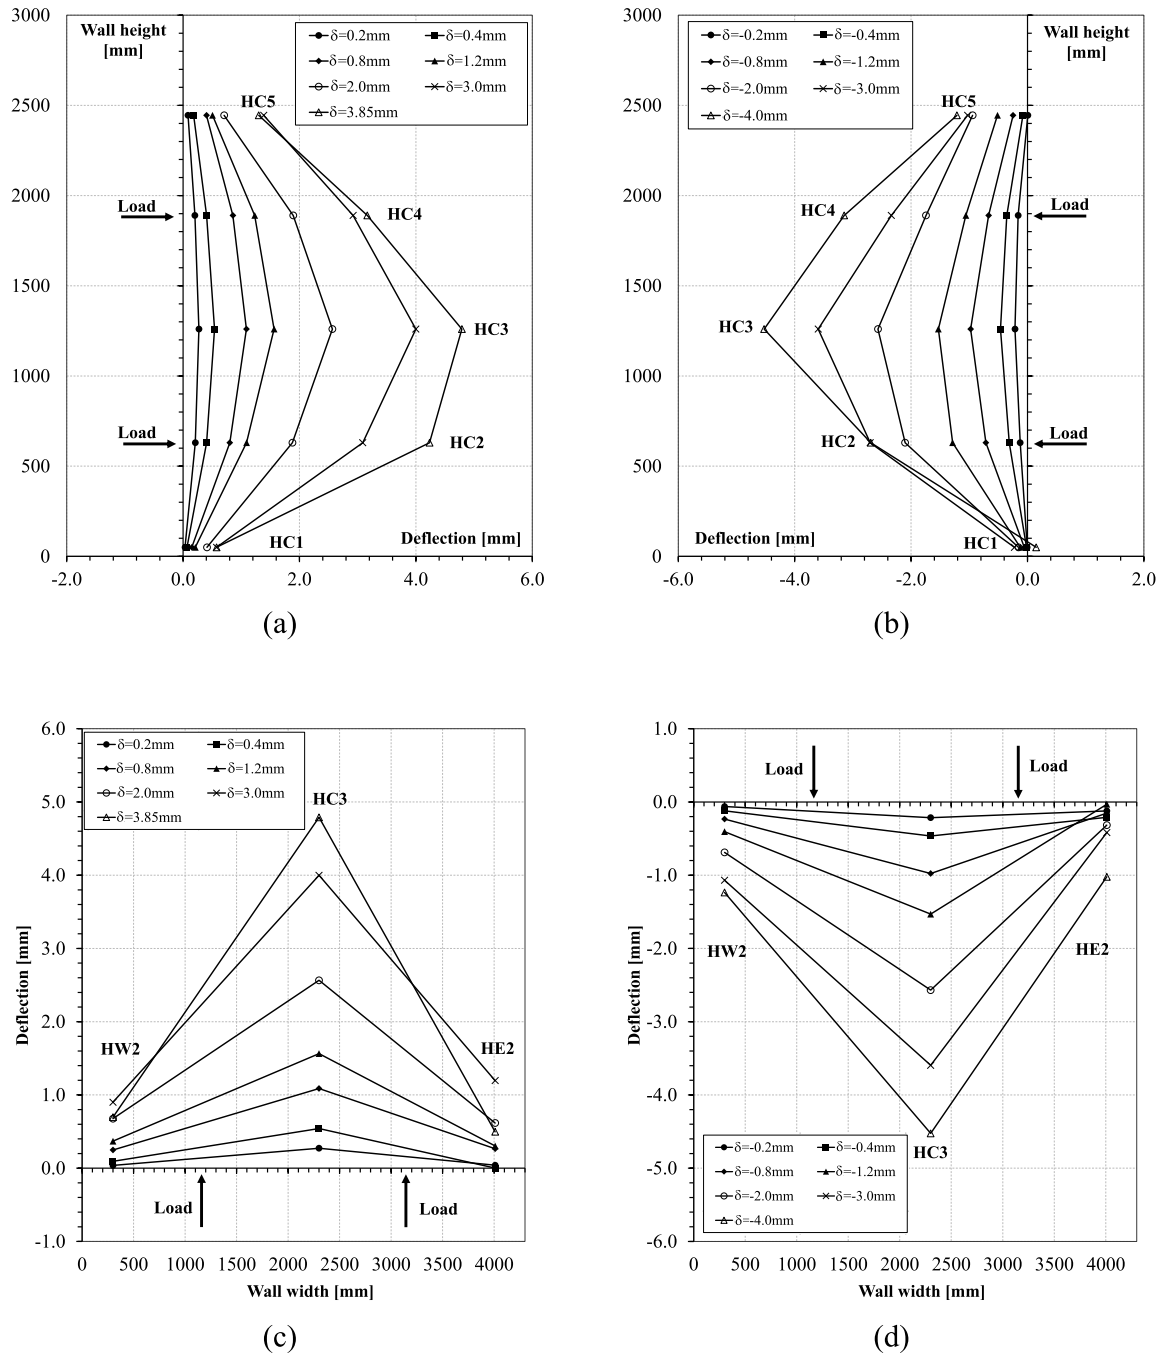 Wall height
[mm]
δ=0.2mm δ=0.4mm
δ=0.8mm δ=1.2mm
δ=2.0mm δ=3.0mm
δ=3.85mm
3000
2500
2000
1500
1000
500
0
HC5
Load
HC4
HC3
Load
HC2
HC1
Deflection [mm]
-2.0 0.0 2.0 4.0 6.0
(a)
δ=-0.2mm δ=-0.4mm
δ=-0.8mm δ=-1.2mm
δ=-2.0mm δ=-3.0mm
δ=-4.0mm
Wall height
[mm]
3000
2500
2000
1500
1000
500
0
HC5
HC4
Load
HC3
HC2
Load
Deflection [mm]
HC1
-6.0 -4.0 -2.0 0.0 2.0
(b)
δ=0.2mm δ=0.4mm
δ=0.8mm δ=1.2mm
δ=2.0mm δ=3.0mm
δ=3.85mm
6.0
5.0
4.0
3.0
2.0
1.0
0.0
-1.0
Deflection [mm]
HC3
HW2
HE2
Load
Load
0 500 1000 1500 2000 2500 3000 3500 4000
Wall width [mm]
(c)
1.0
0.0
-1.0
-2.0
-3.0
-4.0
-5.0
-6.0
Deflection [mm]
Load
Load
HW2
HE2
HC3
δ=-0.2mm δ=-0.4mm
δ=-0.8mm δ=-1.2mm
δ=-2.0mm δ=-3.0mm
δ=-4.0mm
0 500 1000 1500 2000 2500 3000 3500 4000
Wall width [mm]
(d)